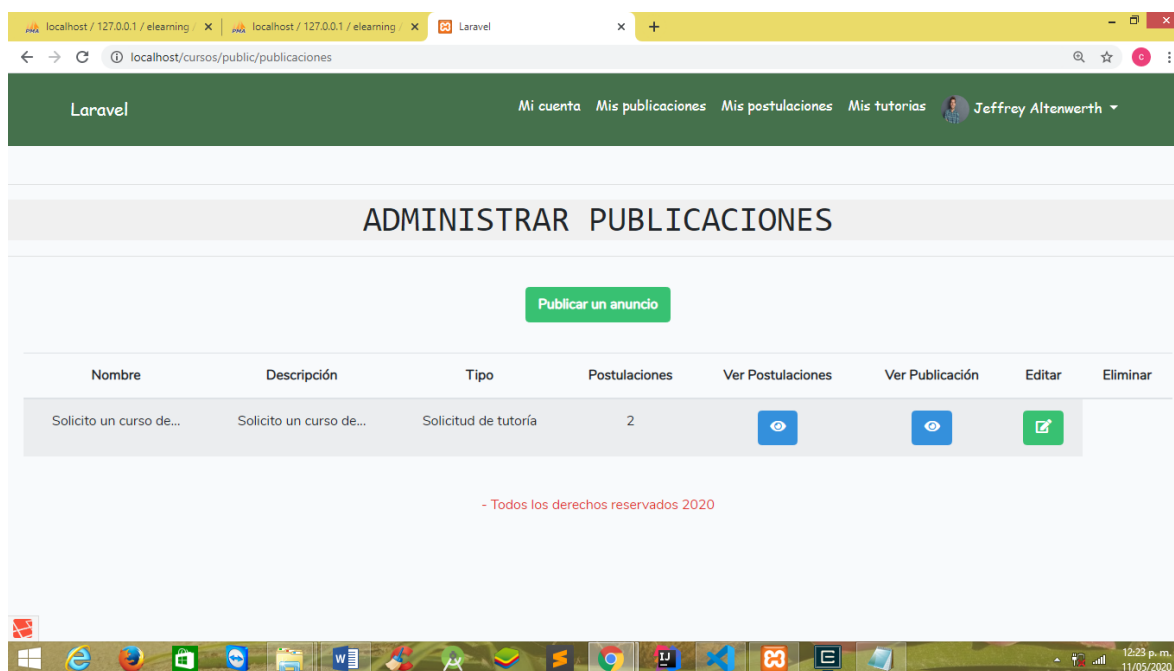 localhost / 127.0.0.1 / elearning /
localhost / 127.0.0.1 / elearning /
Laravel
localhost/cursos/public/publicaciones
c
Laravel
Mi cuenta Mis publicaciones Mis postulaciones Mis tutorias Jeffrey Altenwerth
ADMINISTRAR PUBLICACIONES
Publicar un anuncio
Nombre Descripción Tipo Postulaciones Ver Postulaciones Ver Publicación Editar Eliminar
Solicito un curso de... Solicito un curso de... Solicitud de tutoría 2
- Todos los derechos reservados 2020
12:23 p. m.
11/05/2020